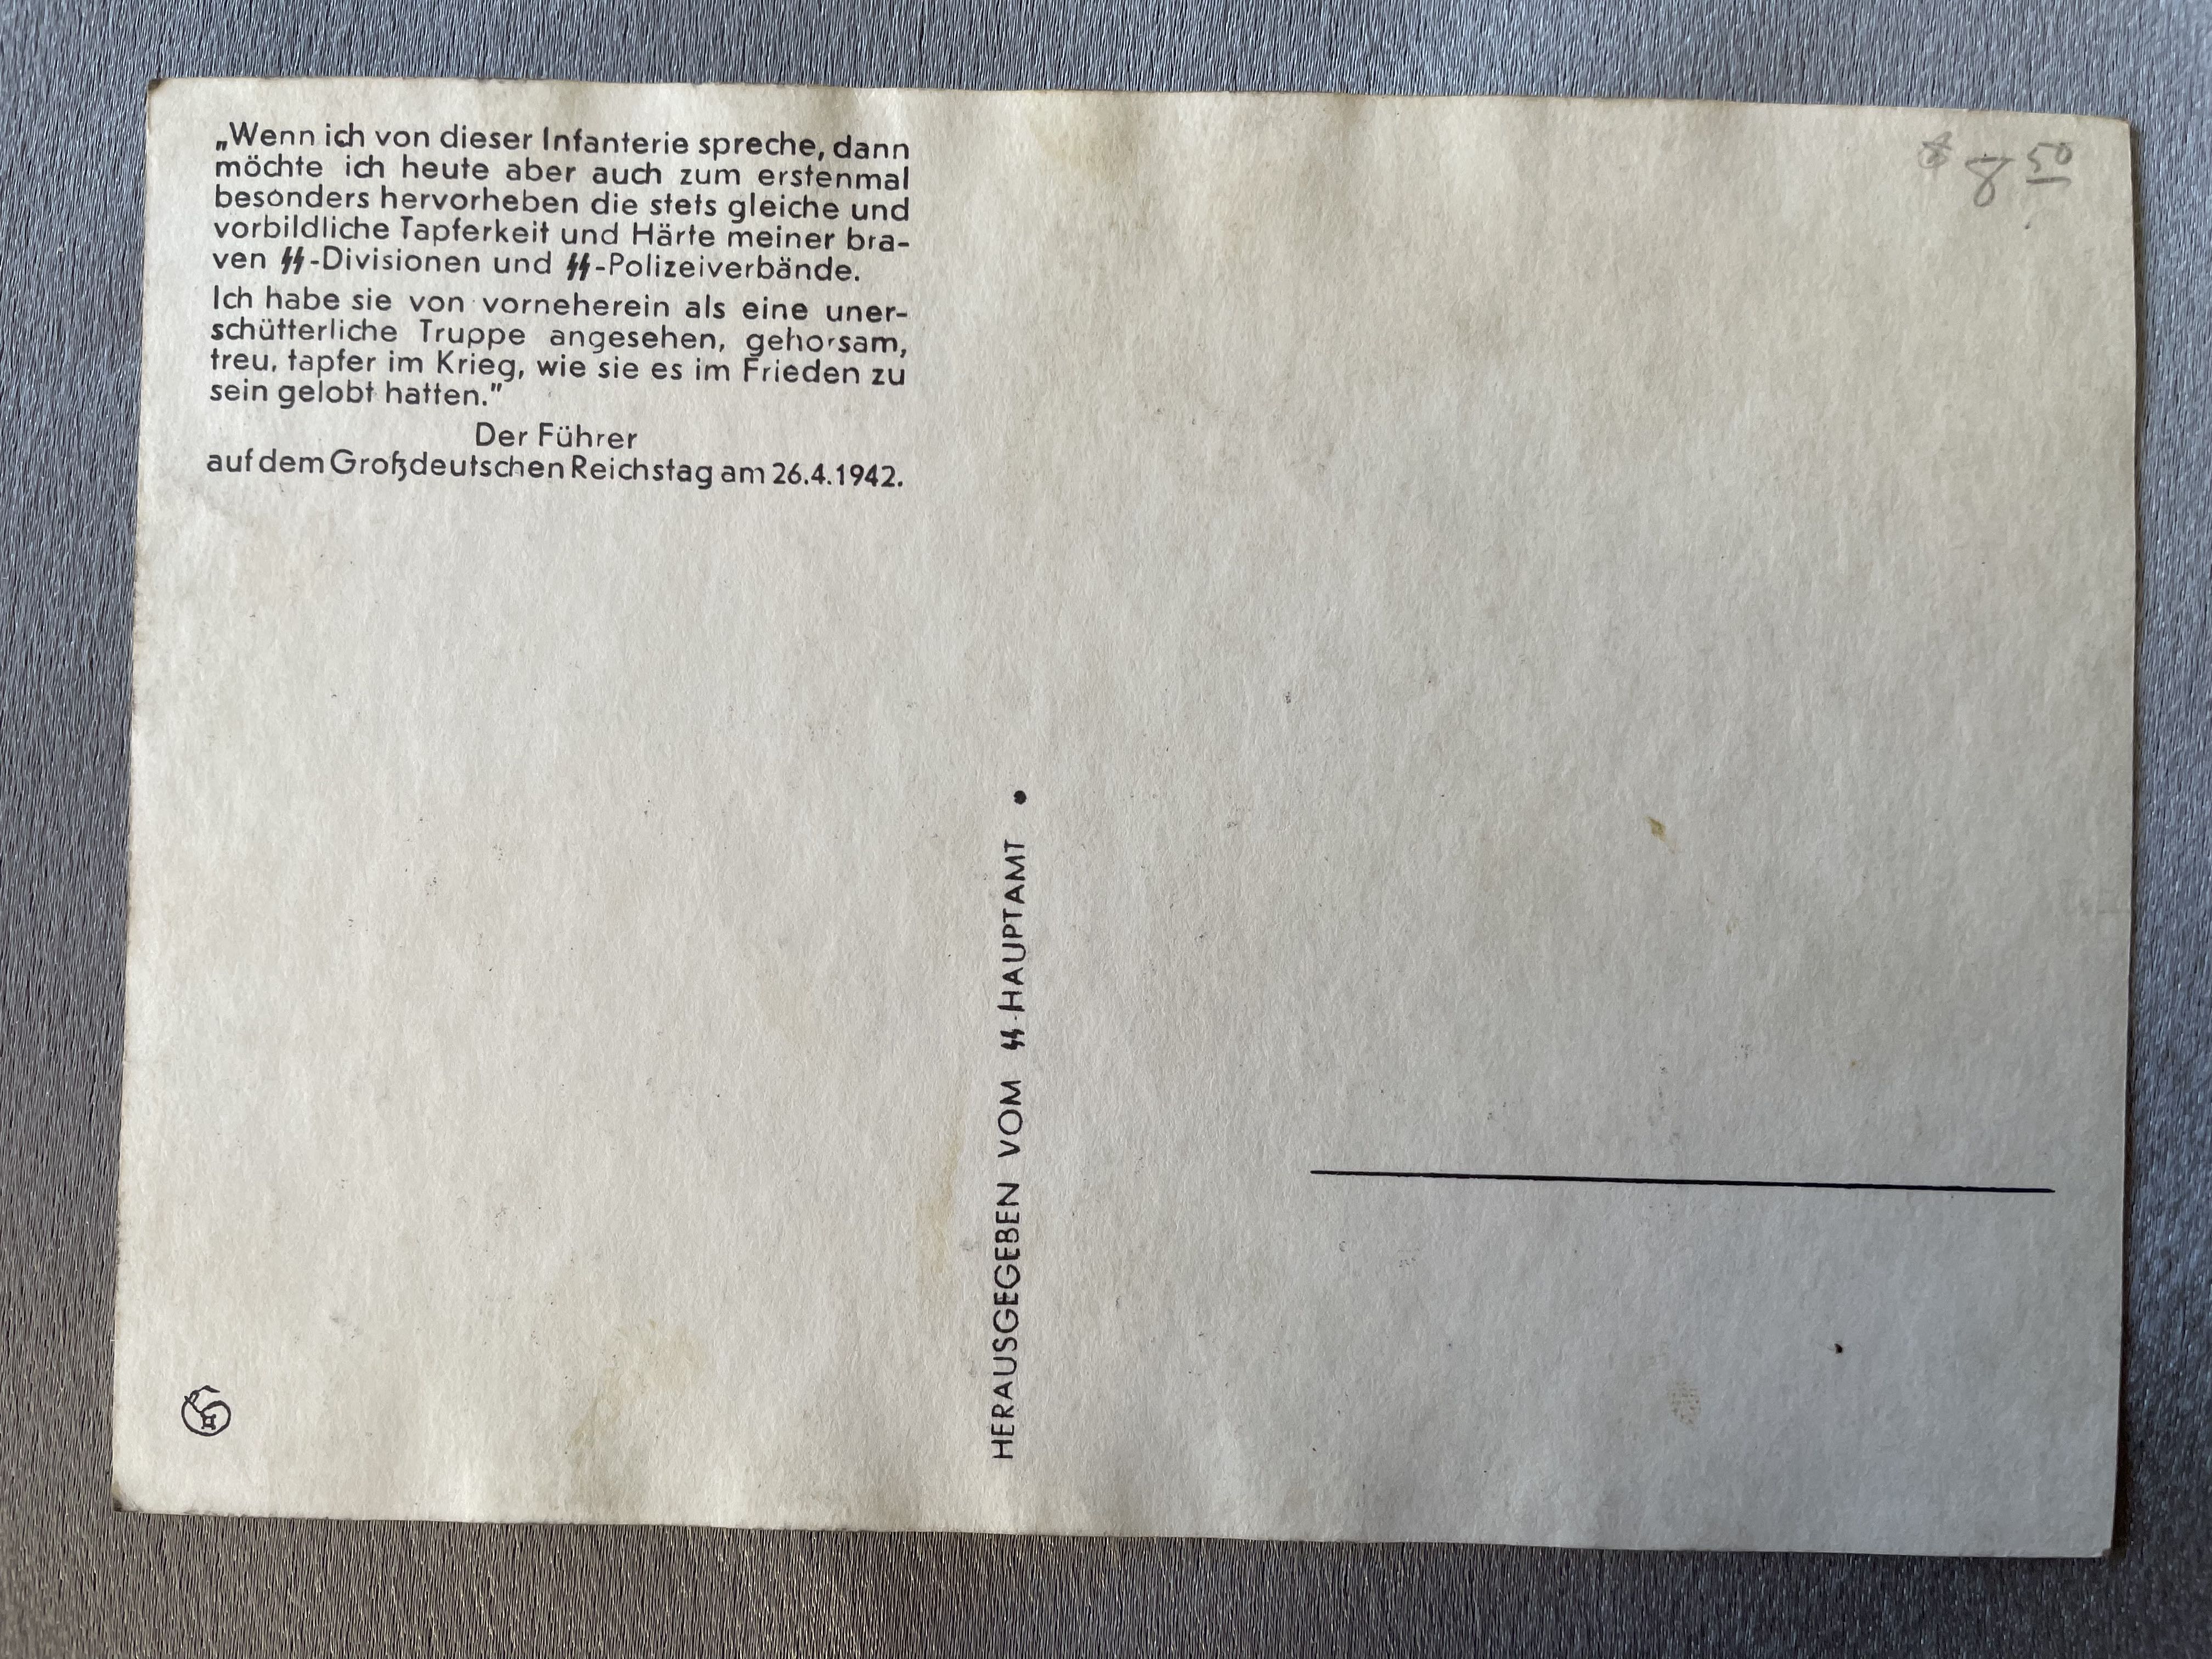 „Wenn ich von dieser Infanterie spreche, dann
möchte ich heute aber auch zum erstenmal
besonders hervorheben die stets gleiche und
vorbildliche Tapferkeit und Härte meiner bra-
ven ᛋᛋ-Divisionen und ᛋᛋ-Polizeiverbände.
Ich habe sie von vorneherein als eine uner-
schütterliche Truppe angesehen, gehorsam,
treu, tapfer im Krieg, wie sie es im Frieden zu
sein gelobt hatten."
Der Führer
auf dem Großdeutschen Reichstag am 26.4.1942.
HERAUSGEGEBEN VOM ᛋᛋ-HAUPTAMT •
$ 8 50